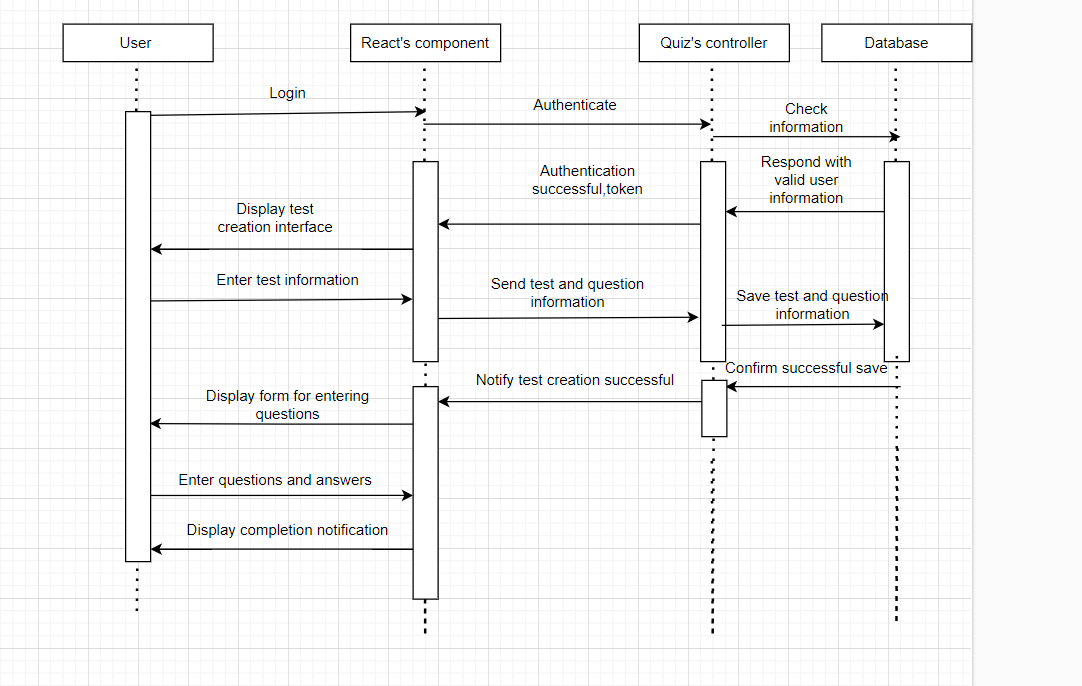 User
React's component
Quiz's controller
Database
Login
Authenticate
Check
information
Authentication
successful,token
Respond with
valid user
information
Display test
creation interface
Enter test information
Send test and question
information
Save test and question
information
Confirm successful save
Notify test creation successful
Display form for entering
questions
Enter questions and answers
Display completion notification